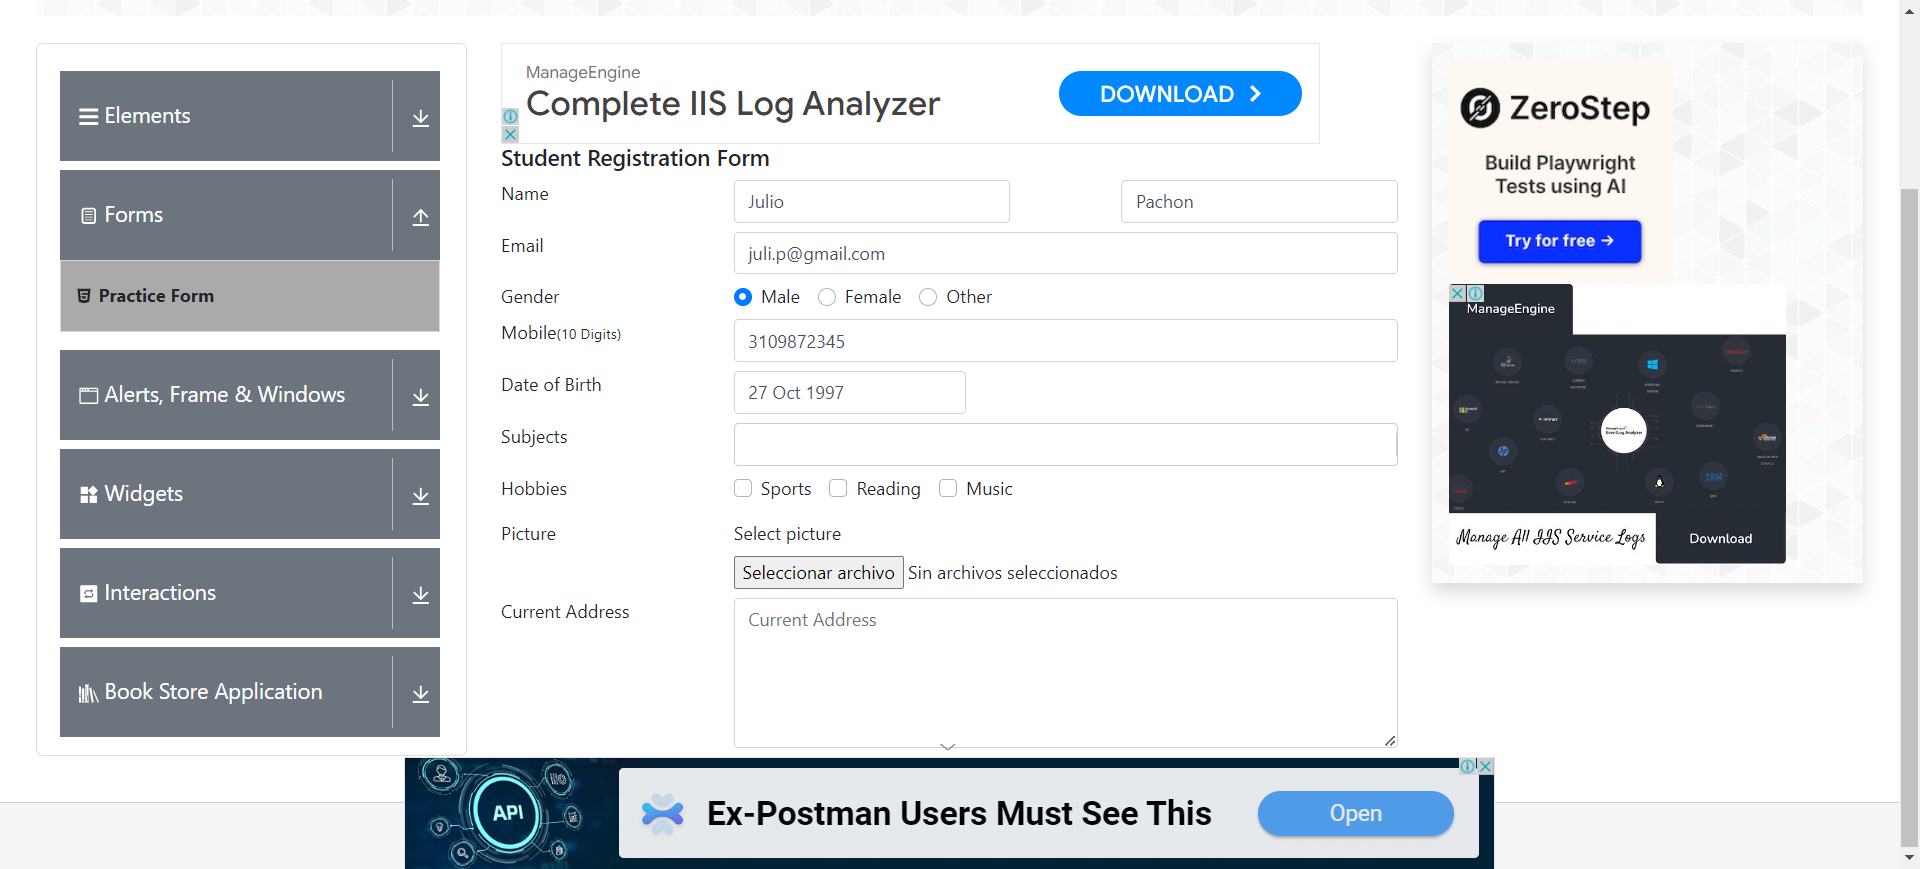 Elements
Forms
Practice Form
Alerts, Frame & Windows
Widgets
Interactions
Book Store Application
ManageEngine
Complete IIS Log Analyzer
DOWNLOAD
Student Registration Form
Name
Julio
Pachon
Email
juli.p@gmail.com
Gender
Male
Female
Other
Mobile(10 Digits)
3109872345
Date of Birth
27 Oct 1997
Subjects
Hobbies
Sports
Reading
Music
Picture
Select picture
Seleccionar archivo
Sin archivos seleccionados
Current Address
Current Address
ZeroStep
Build Playwright
Tests using AI
Try for free →
ManageEngine
Manage All IIS Service Logs
Download
API
Ex-Postman Users Must See This
Open